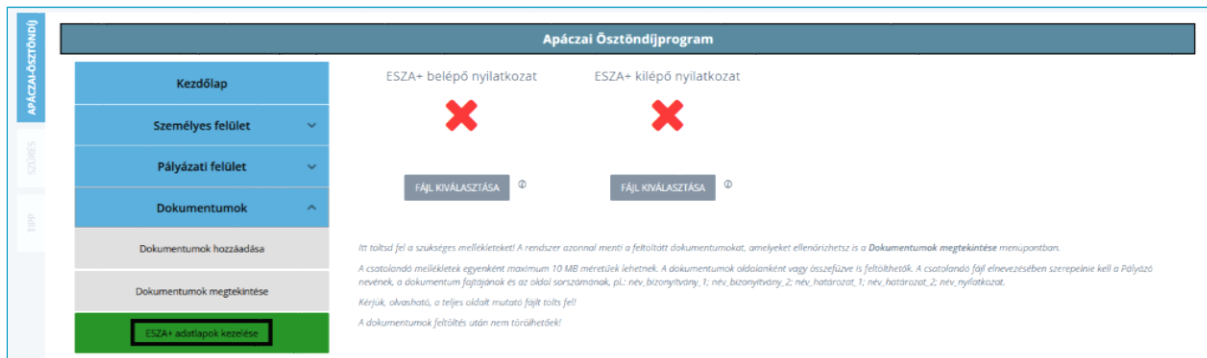 APÁCZAI-ÖSZTÖNDÍJ
SZŰRÉS
TIPP
Apáczai Ösztöndíjprogram
Kezdőlap
Személyes felület
Pályázati felület
Dokumentumok
Dokumentumok hozzáadása
Dokumentumok megtekintése
ESZA+ adatlapok kezelése
ESZA+ belépő nyilatkozat
ESZA+ kilépő nyilatkozat
FÁJL KIVÁLASZTÁSA
FÁJL KIVÁLASZTÁSA
Itt töltsd fel a szükséges mellékleteket! A rendszer azonnal menti a feltöltött dokumentumokat, amelyeket ellenőrizhetsz is a Dokumentumok megtekintése menüpontban.
A csatolandó mellékletek egyenként maximum 10 MB méretűek lehetnek. A dokumentumok oldalanként vagy összefűzve is feltölthetők. A csatolandó fájl elnevezésében szerepelnie kell a Pályázó
nevének, a dokumentum fajtájának és az oldal sorszámának, pl.: név_bizonyítvány_1; név_bizonyítvány_2; név_határozat_1; név_határozat_2; név_nyilatkozat.
Kérjük, olvasható, a teljes oldalt mutató fájlt tölts fel!
A dokumentumok feltöltés után nem törölhetőek!